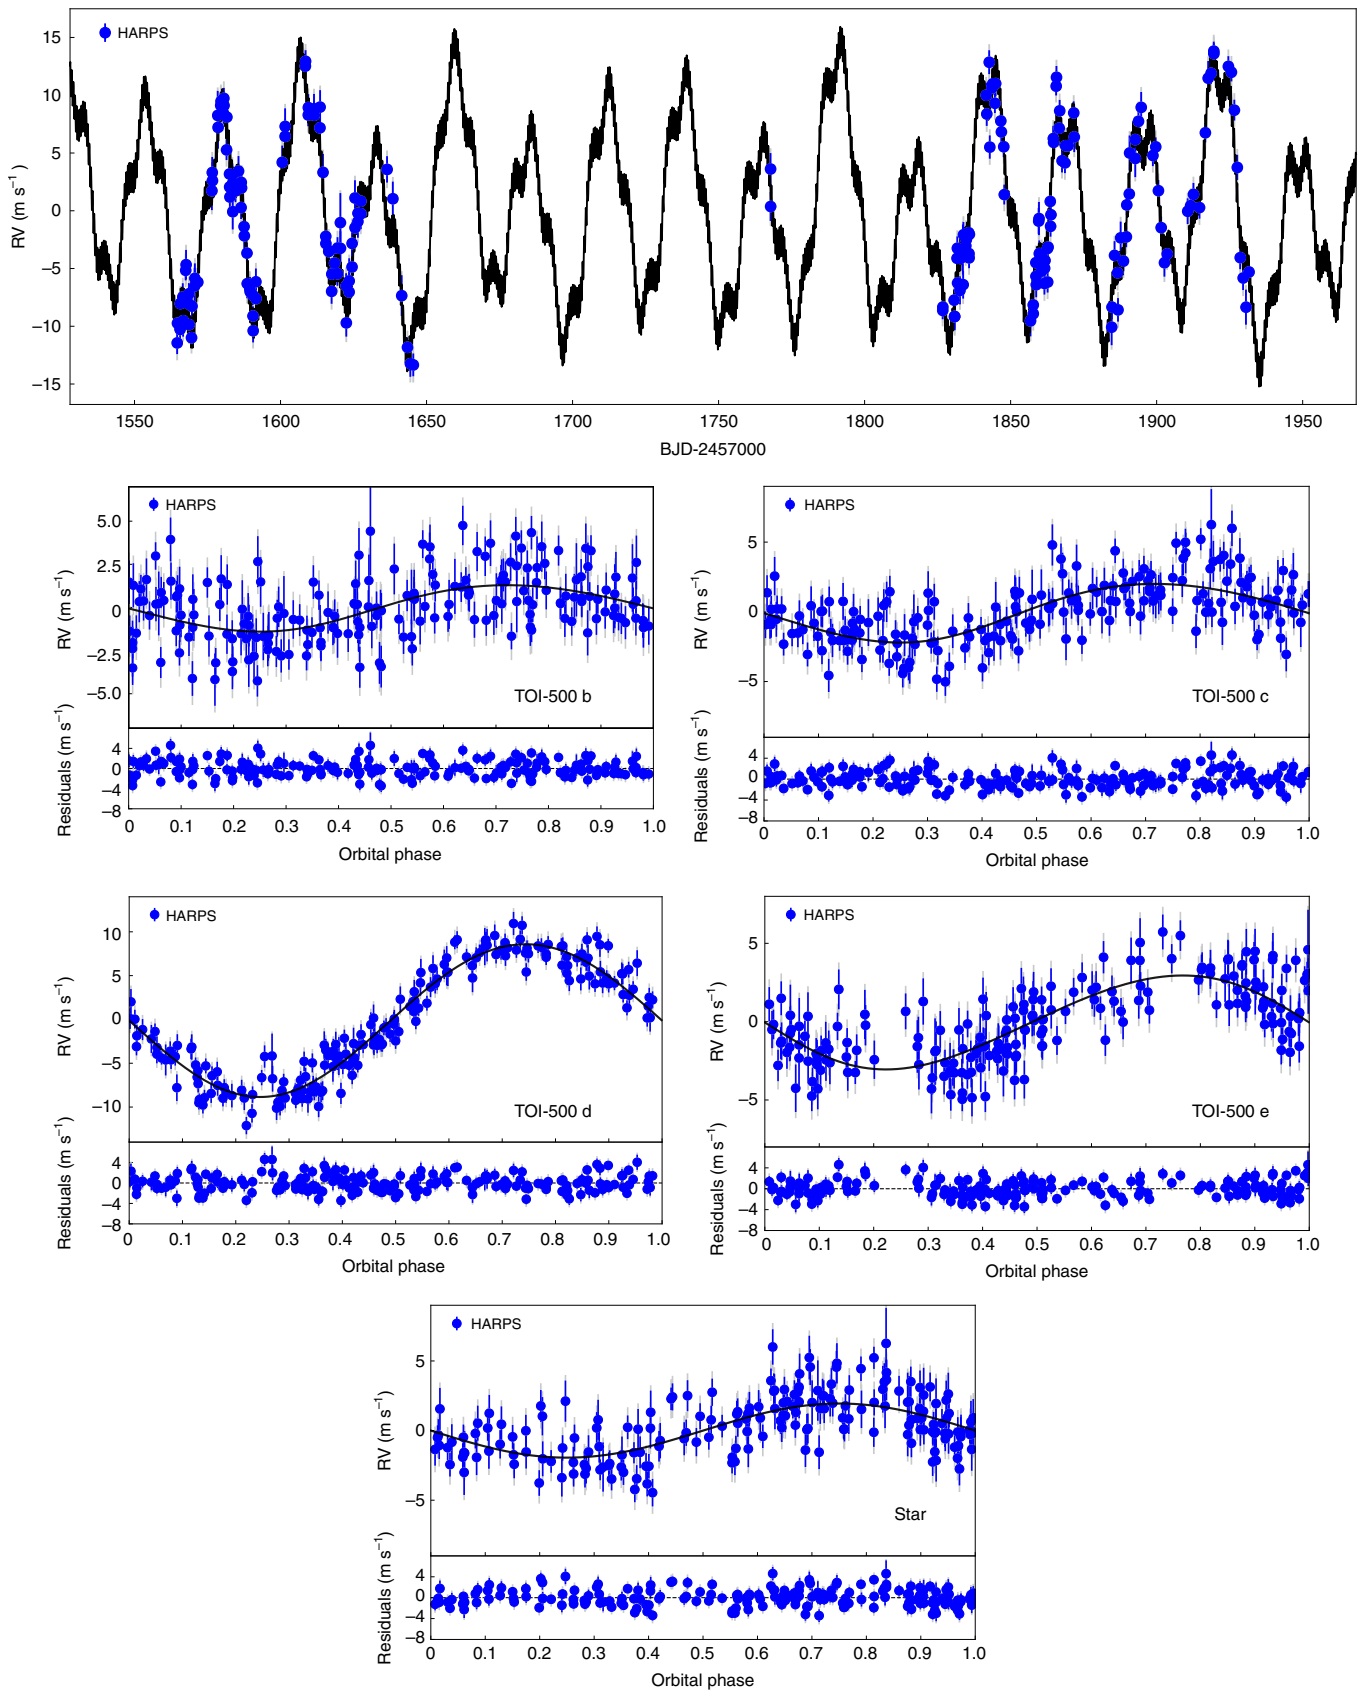 HARPS
15
10
5
0
−5
−10
−15
RV (m s−1)
1550 1600 1650 1700 1750 1800 1850 1900 1950
BJD-2457000
HARPS
5.0
2.5
0
−2.5
−5.0
RV (m s−1)
TOI-500 b
4
0
−4
−8
Residuals (m s−1)
0 0.1 0.2 0.3 0.4 0.5 0.6 0.7 0.8 0.9 1.0
Orbital phase
HARPS
5
0
−5
RV (m s−1)
TOI-500 c
4
0
−4
−8
Residuals (m s−1)
0 0.1 0.2 0.3 0.4 0.5 0.6 0.7 0.8 0.9 1.0
Orbital phase
HARPS
10
5
0
−5
−10
RV (m s−1)
TOI-500 d
4
0
−4
−8
Residuals (m s−1)
0 0.1 0.2 0.3 0.4 0.5 0.6 0.7 0.8 0.9 1.0
Orbital phase
HARPS
5
0
−5
RV (m s−1)
TOI-500 e
4
0
−4
−8
Residuals (m s−1)
0 0.1 0.2 0.3 0.4 0.5 0.6 0.7 0.8 0.9 1.0
Orbital phase
HARPS
5
0
−5
RV (m s−1)
Star
4
0
−4
−8
Residuals (m s−1)
0 0.1 0.2 0.3 0.4 0.5 0.6 0.7 0.8 0.9 1.0
Orbital phase